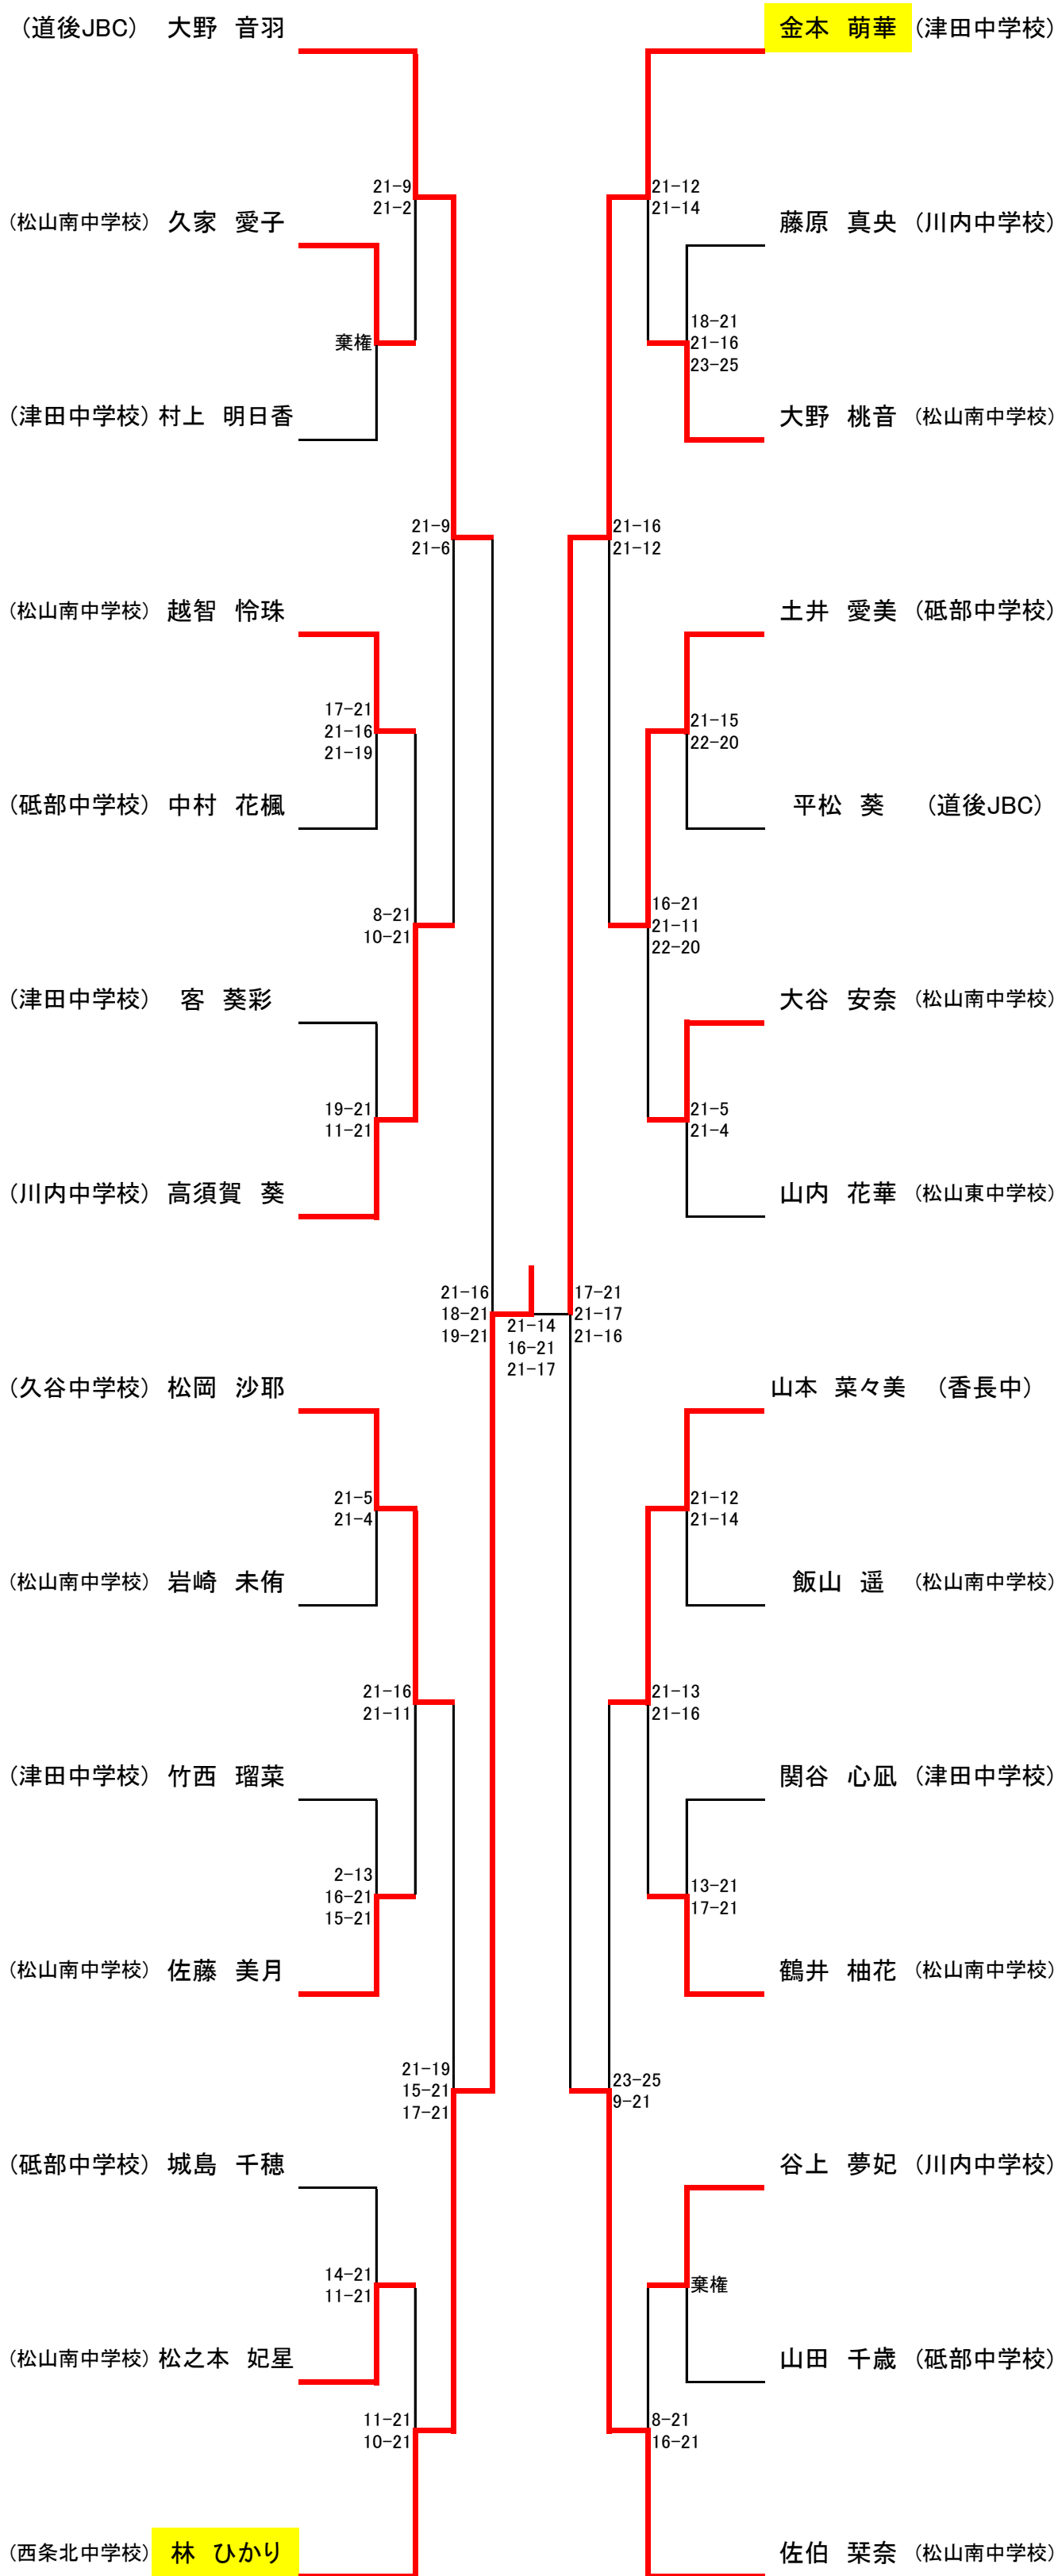 (道後JBC) 大野 音羽
金本 萌華 (津田中学校)
21-9
21-2
21-12
21-14
(松山南中学校) 久家 愛子
藤原 真央 (川内中学校)
棄権
18-21
21-16
23-25
(津田中学校) 村上 明日香
大野 桃音 (松山南中学校)
21-9
21-6
21-16
21-12
(松山南中学校) 越智 怜珠
土井 愛美 (砥部中学校)
17-21
21-16
21-19
21-15
22-20
(砥部中学校) 中村 花楓
平松 葵 (道後JBC)
8-21
10-21
16-21
21-11
22-20
(津田中学校) 客 葵彩
大谷 安奈 (松山南中学校)
19-21
11-21
21-5
21-4
(川内中学校) 高須賀 葵
山内 花華 (松山東中学校)
21-16
18-21
19-21
21-14
16-21
21-17
17-21
21-17
21-16
(久谷中学校) 松岡 沙耶
山本 菜々美 (香長中)
21-5
21-4
21-12
21-14
(松山南中学校) 岩崎 未侑
飯山 遥 (松山南中学校)
21-16
21-11
21-13
21-16
(津田中学校) 竹西 瑠菜
関谷 心凪 (津田中学校)
2-13
16-21
15-21
13-21
17-21
(松山南中学校) 佐藤 美月
鶴井 柚花 (松山南中学校)
21-19
15-21
17-21
23-25
9-21
(砥部中学校) 城島 千穂
谷上 夢妃 (川内中学校)
14-21
11-21
棄権
(松山南中学校) 松之本 妃星
山田 千歳 (砥部中学校)
11-21
10-21
8-21
16-21
(西条北中学校) 林 ひかり
佐伯 栞奈 (松山南中学校)